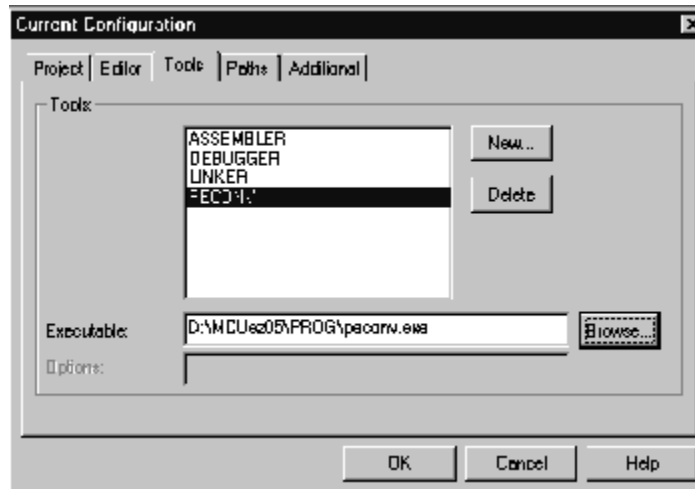 Current Configuration
Project Editor Tools Paths Additional
Tools
ASSEMBLER
DEBUGGER
LINKER
PECONV
New...
Delete
Executable: D:\MCUez05\PROG\peconv.exe Browse...
Options:
OK Cancel Help